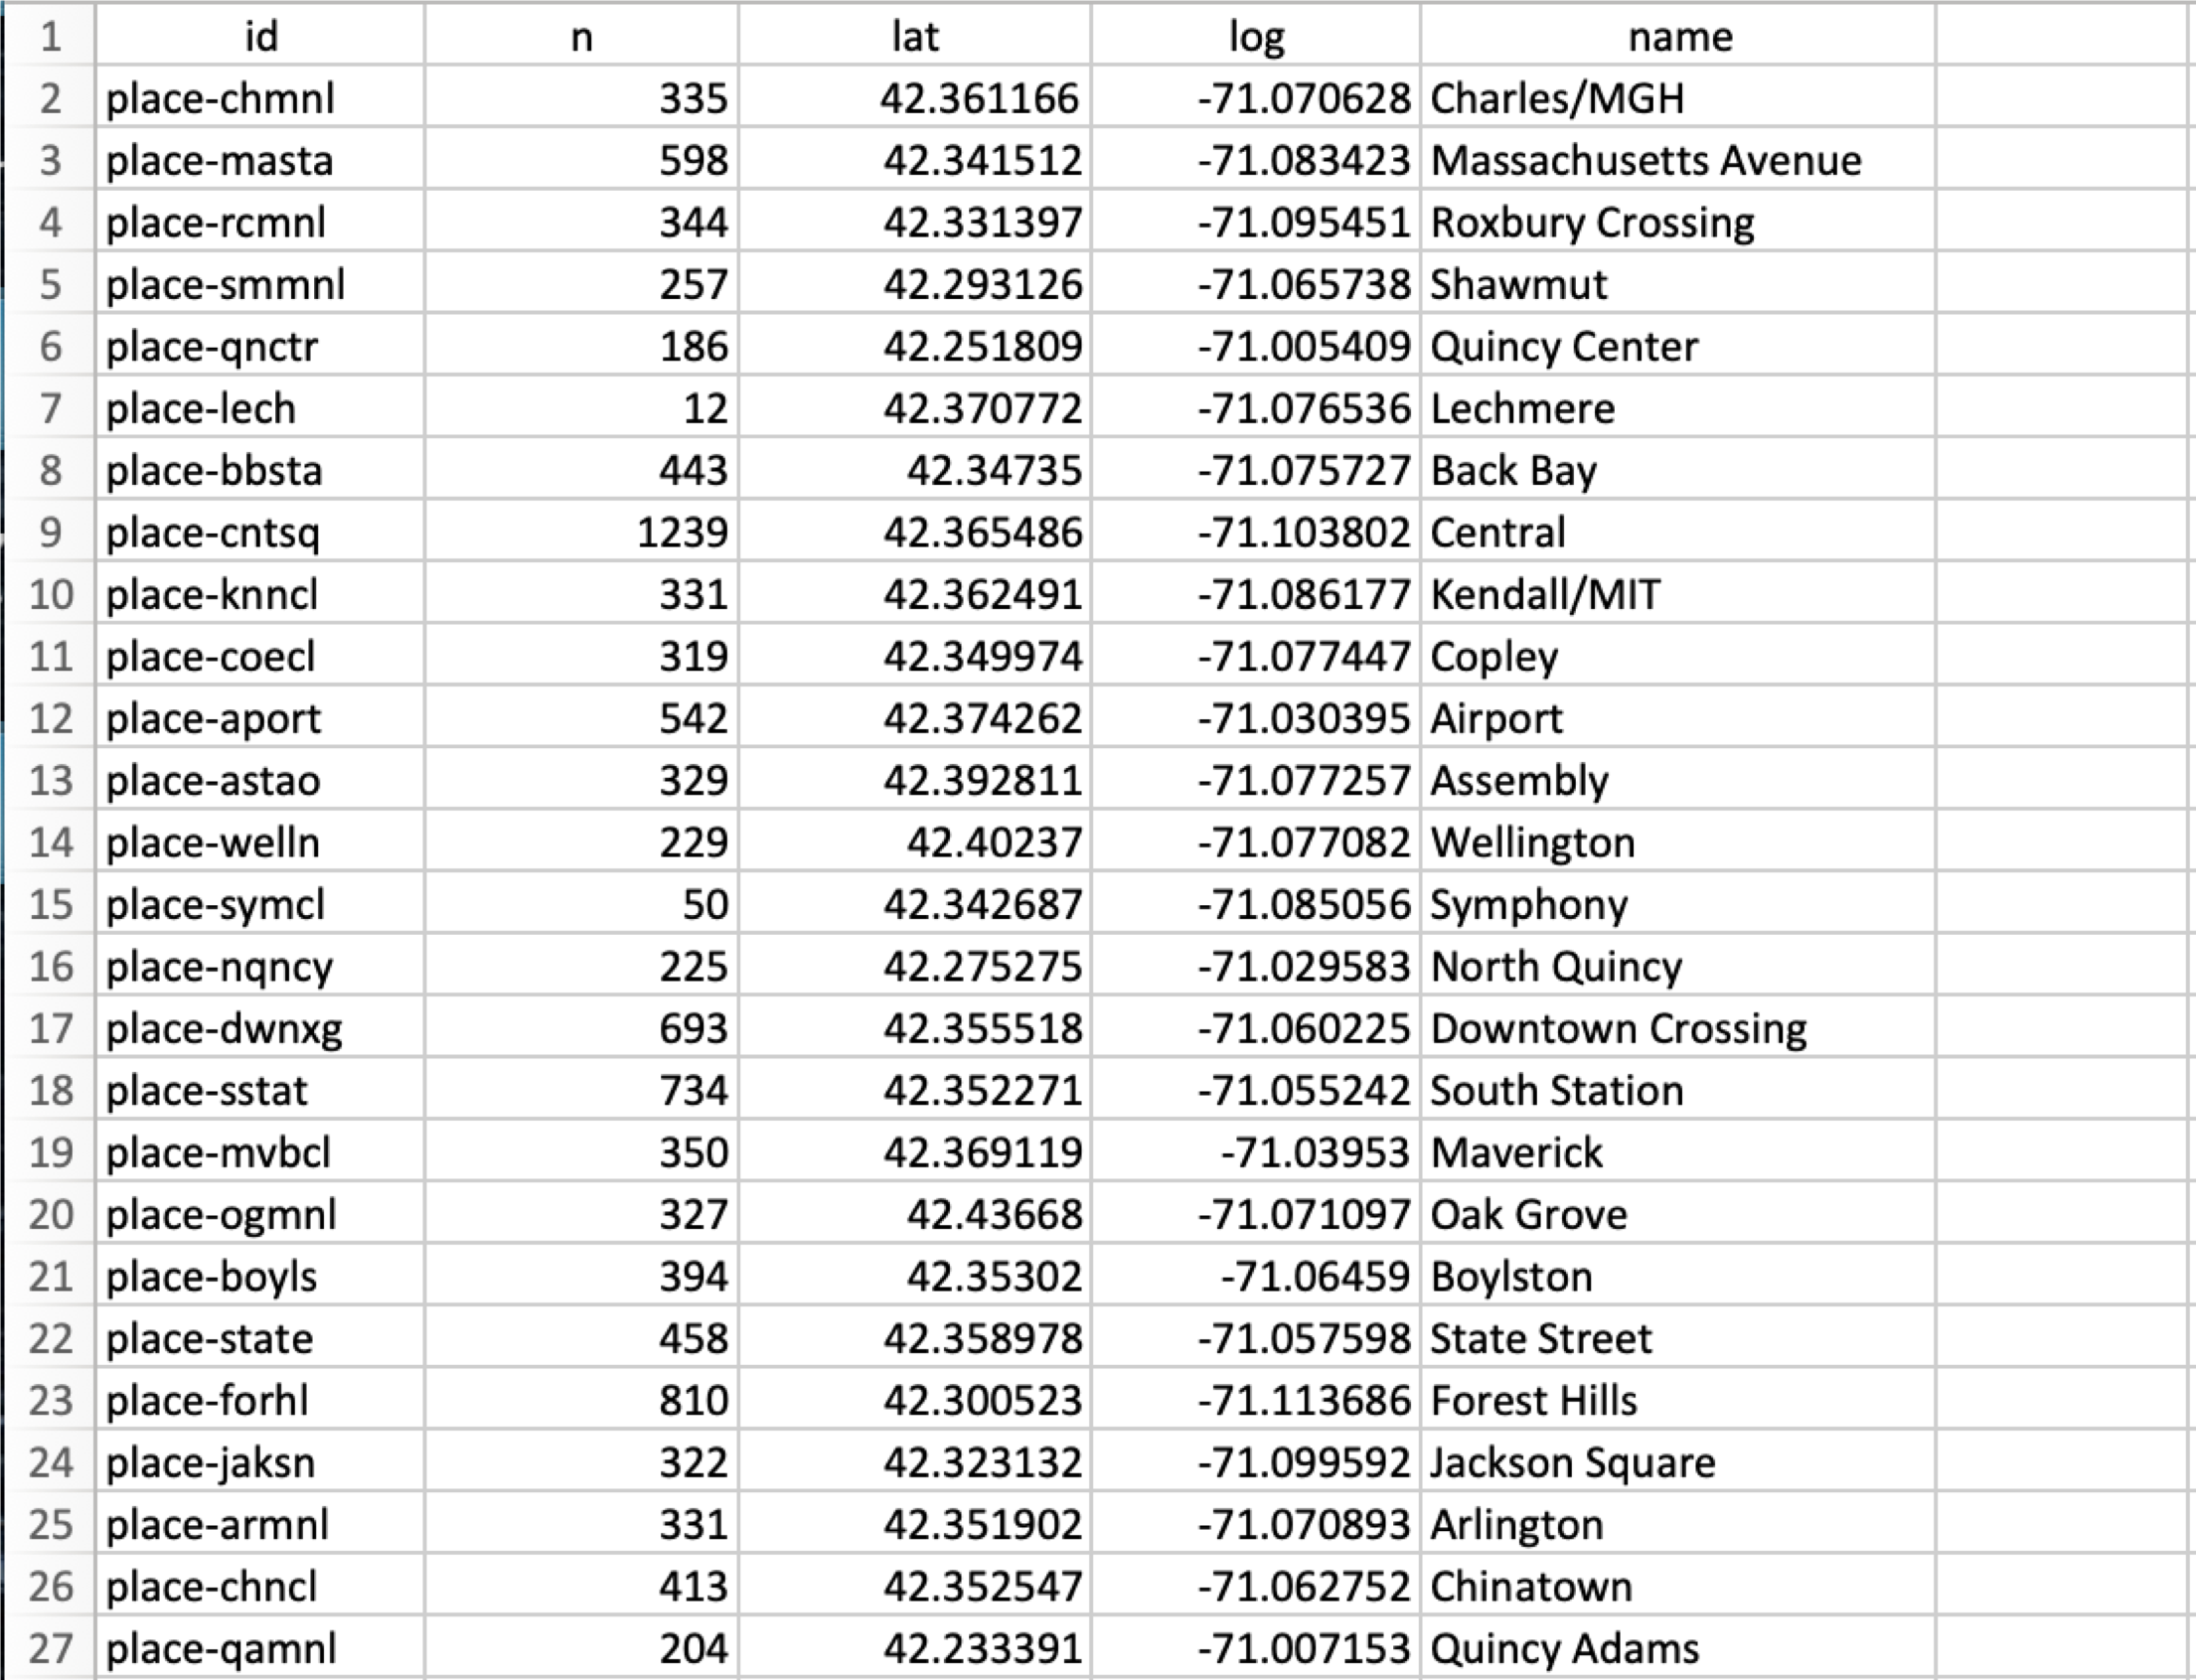 1 id n lat log name
2 place-chmnl 335 42.361166 -71.070628 Charles/MGH
3 place-masta 598 42.341512 -71.083423 Massachusetts Avenue
4 place-rcmnl 344 42.331397 -71.095451 Roxbury Crossing
5 place-smmnl 257 42.293126 -71.065738 Shawmut
6 place-qnctr 186 42.251809 -71.005409 Quincy Center
7 place-lech 12 42.370772 -71.076536 Lechmere
8 place-bbsta 443 42.34735 -71.075727 Back Bay
9 place-cntsq 1239 42.365486 -71.103802 Central
10 place-knncl 331 42.362491 -71.086177 Kendall/MIT
11 place-coecl 319 42.349974 -71.077447 Copley
12 place-aport 542 42.374262 -71.030395 Airport
13 place-astao 329 42.392811 -71.077257 Assembly
14 place-welln 229 42.40237 -71.077082 Wellington
15 place-symcl 50 42.342687 -71.085056 Symphony
16 place-nqncy 225 42.275275 -71.029583 North Quincy
17 place-dwnxg 693 42.355518 -71.060225 Downtown Crossing
18 place-sstat 734 42.352271 -71.055242 South Station
19 place-mvbcl 350 42.369119 -71.03953 Maverick
20 place-ogmnl 327 42.43668 -71.071097 Oak Grove
21 place-boyls 394 42.35302 -71.06459 Boylston
22 place-state 458 42.358978 -71.057598 State Street
23 place-forhl 810 42.300523 -71.113686 Forest Hills
24 place-jaksn 322 42.323132 -71.099592 Jackson Square
25 place-armnl 331 42.351902 -71.070893 Arlington
26 place-chncl 413 42.352547 -71.062752 Chinatown
27 place-qamnl 204 42.233391 -71.007153 Quincy Adams